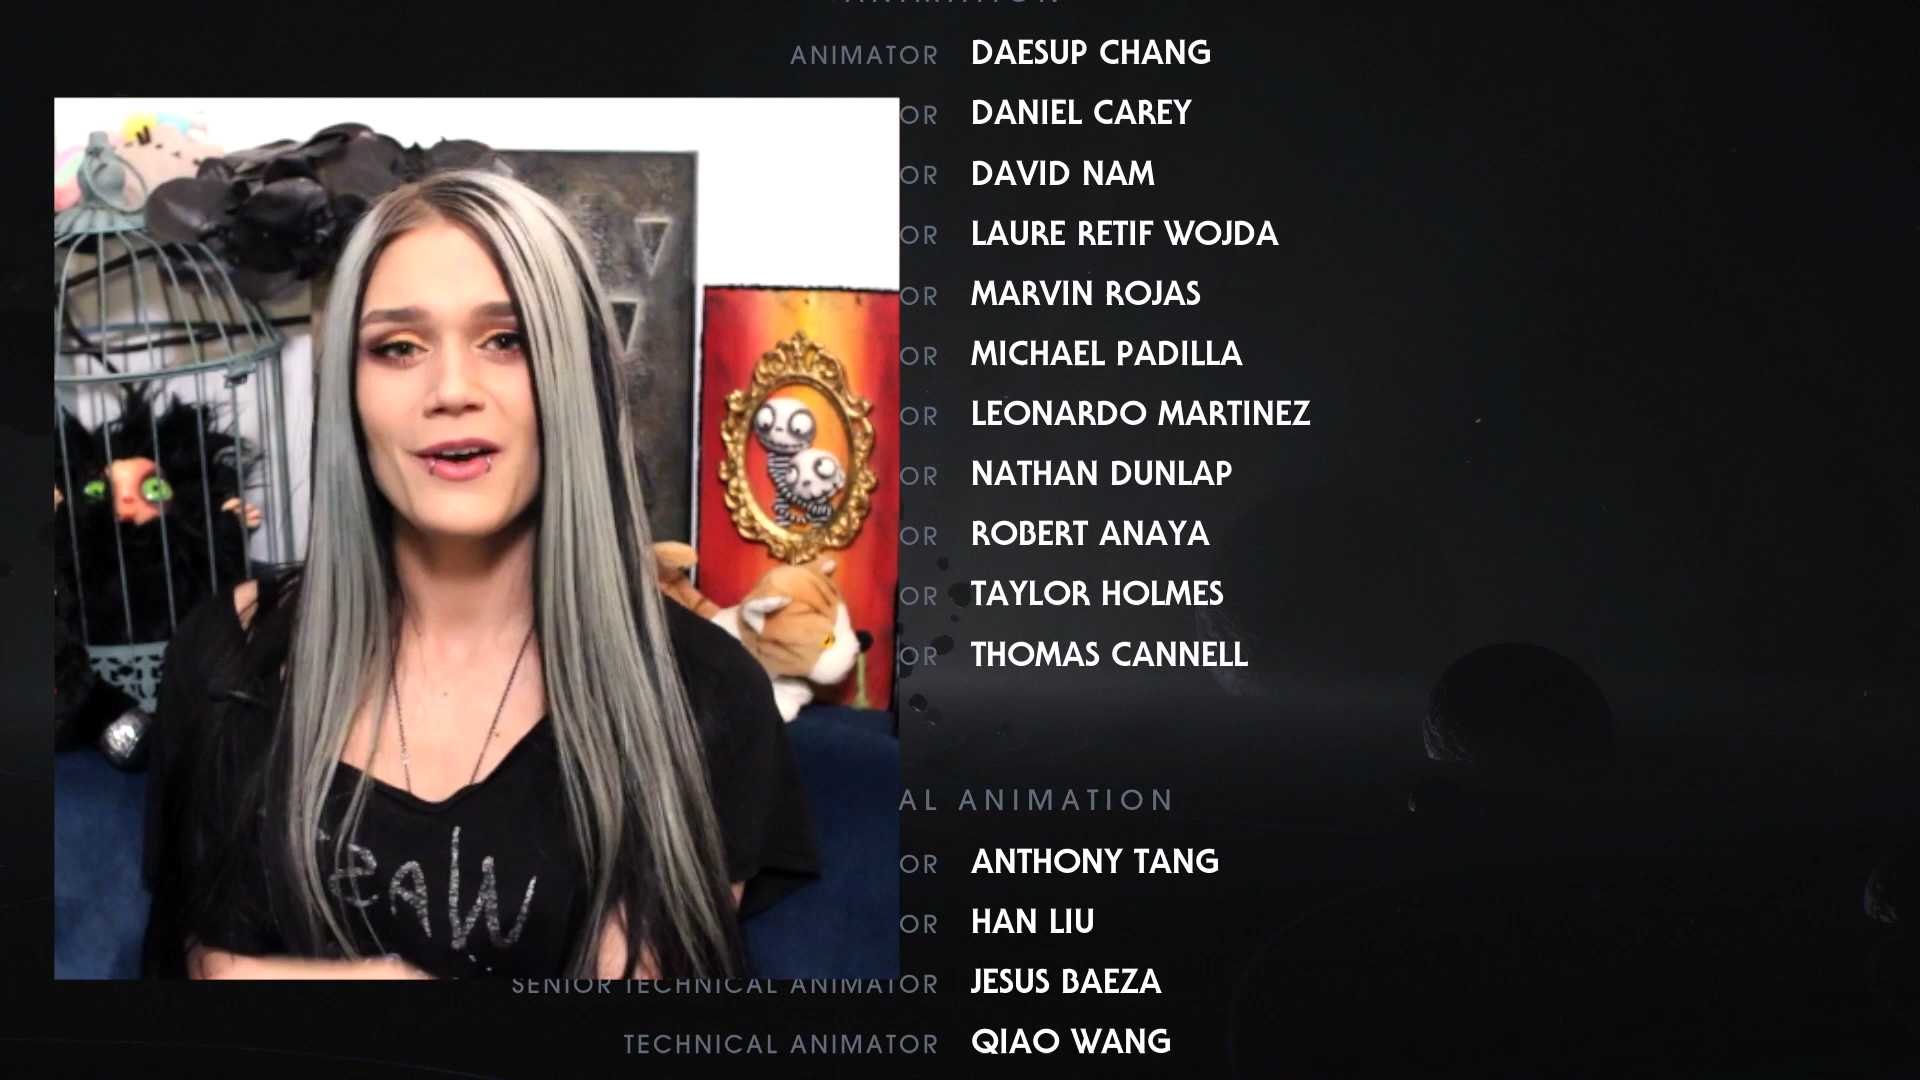 ANIMATOR DAESUP CHANG
OR DANIEL CAREY
OR DAVID NAM
OR LAURE RETIF WOJDA
OR MARVIN ROJAS
OR MICHAEL PADILLA
OR LEONARDO MARTINEZ
OR NATHAN DUNLAP
OR ROBERT ANAYA
OR TAYLOR HOLMES
OR THOMAS CANNELL
AL ANIMATION
OR ANTHONY TANG
OR HAN LIU
SENIOR TECHNICAL ANIMATOR JESUS BAEZA
TECHNICAL ANIMATOR QIAO WANG